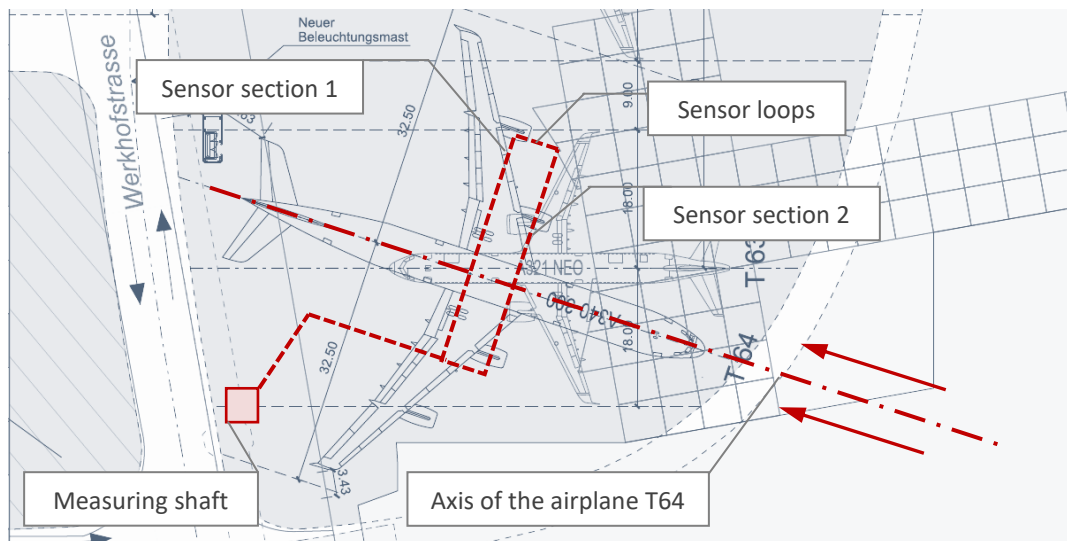 Neuer
Beleuchtungsmast
Werkhofstrasse
Sensor section 1
Sensor loops
Sensor section 2
32.50
9.00
18.00
A321 NEO
A340-300
T 63
T 64
32.50
18.00
3.43
Measuring shaft
Axis of the airplane T64